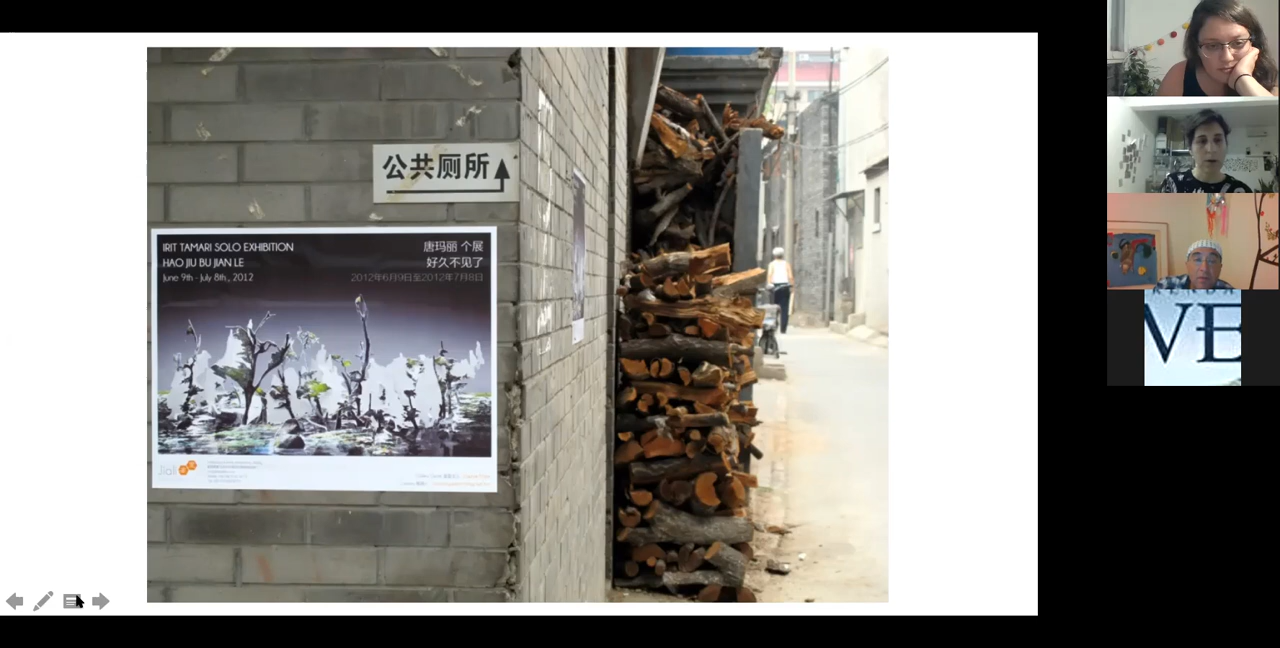 公共厕所
IRIT TAMARI SOLO EXHIBITION
HAO JIU BU JIAN LE
June 9th - July 8th, 2012
唐玛丽 个展
好久不见了
2012年6月9日至2012年7月8日
Jiali
VE